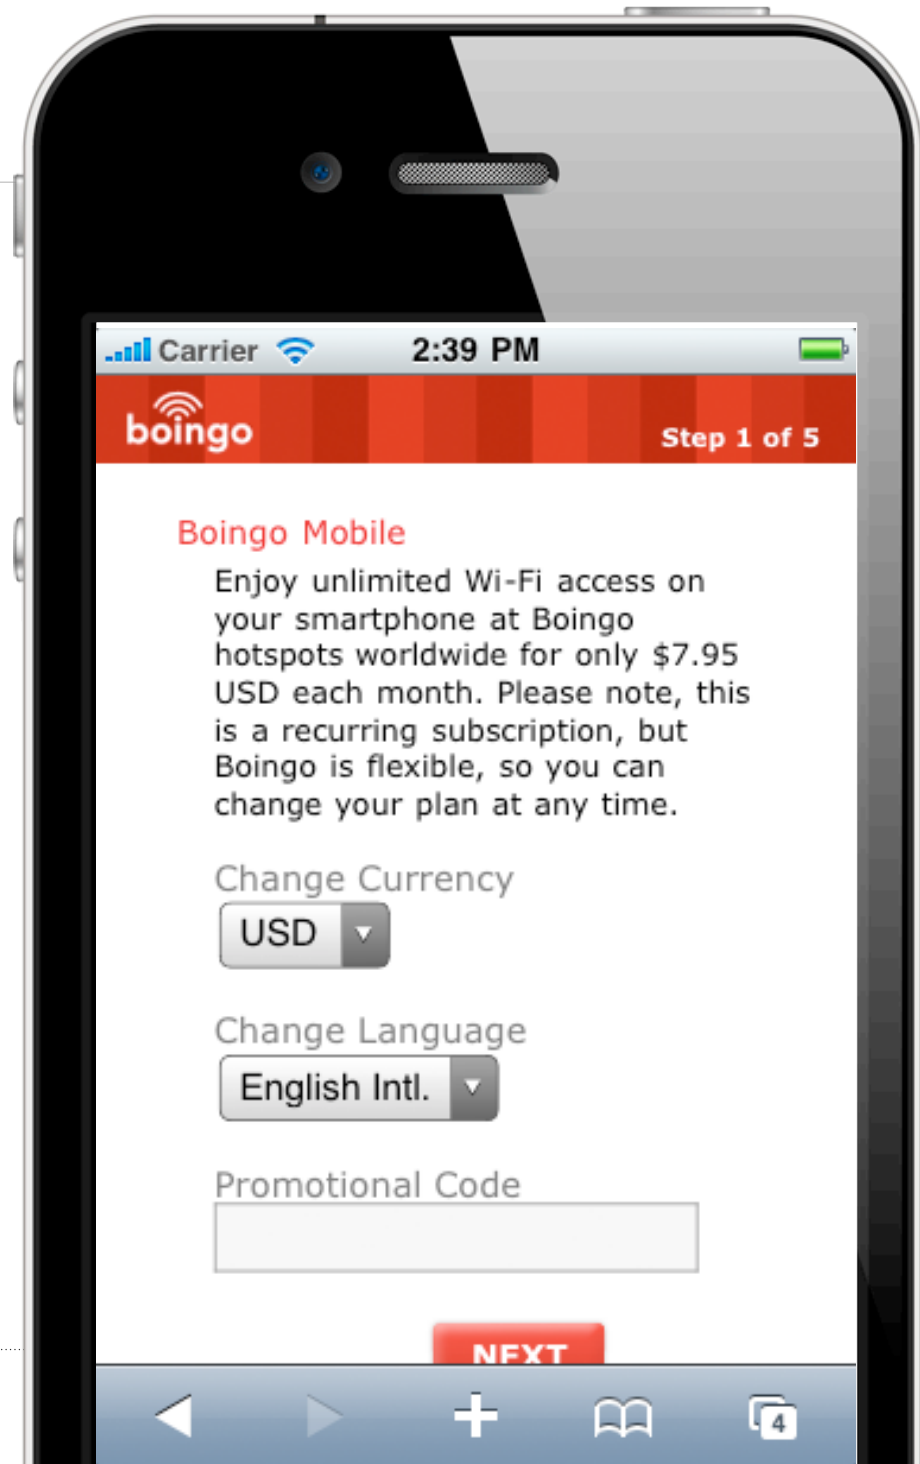 Carrier 2:39 PM
boingo
Step 1 of 5
Boingo Mobile
Enjoy unlimited Wi-Fi access on
your smartphone at Boingo
hotspots worldwide for only $7.95
USD each month. Please note, this
is a recurring subscription, but
Boingo is flexible, so you can
change your plan at any time.
Change Currency
USD
Change Language
English Intl.
Promotional Code
NEXT
4